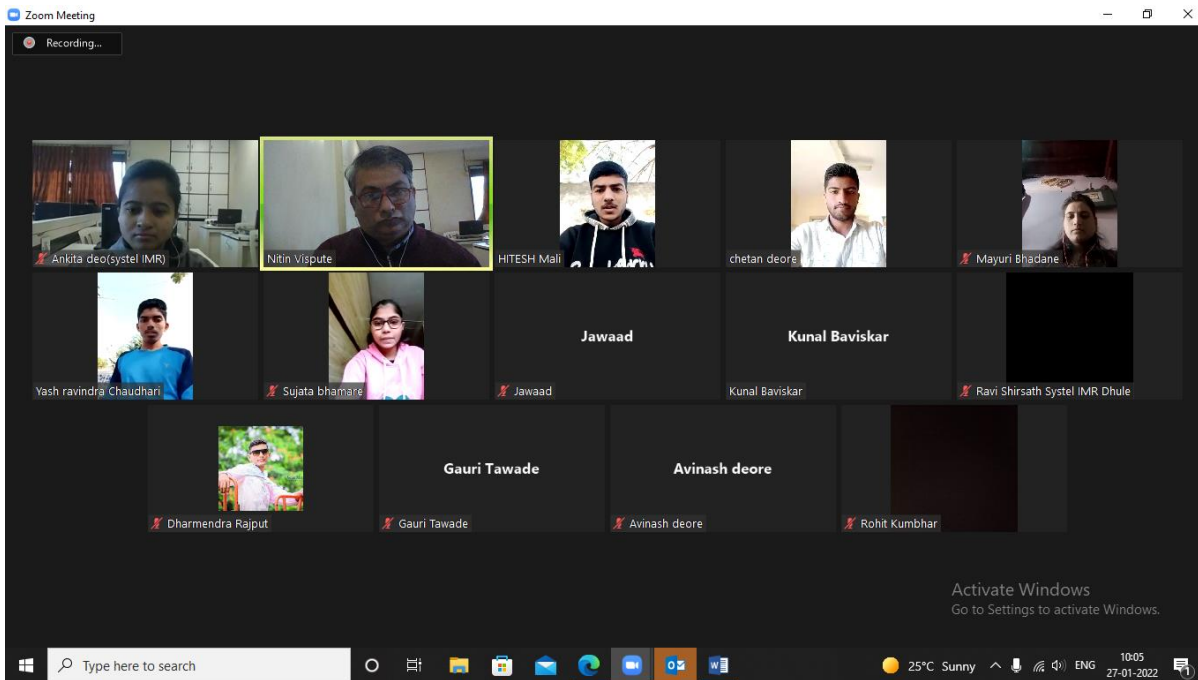 Zoom Meeting
Recording...
Ankita deo(systel IMR)
Nitin Vispute
HITESH Mali
chetan deore
Mayuri Bhadane
Yash ravindra Chaudhari
Sujata bhamare
Jawaad
Jawaad
Kunal Baviskar
Kunal Baviskar
Ravi Shirsath Systel IMR Dhule
Dharmendra Rajput
Gauri Tawade
Gauri Tawade
Avinash deore
Avinash deore
Rohit Kumbhar
Activate Windows
Go to Settings to activate Windows.
Type here to search
25°C Sunny
ENG
10:05
27-01-2022
1